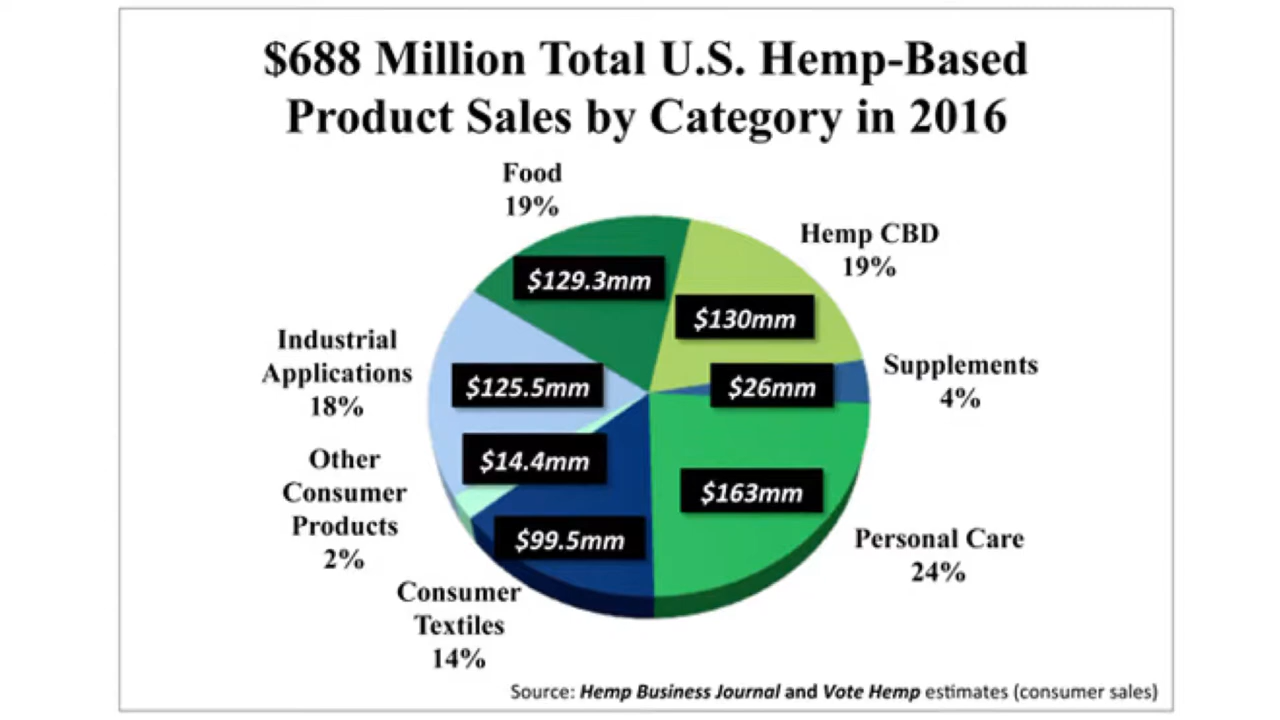 $688 Million Total U.S. Hemp-Based
Product Sales by Category in 2016
Food
19%
$129.3mm
Hemp CBD
19%
$130mm
Supplements
4%
$26mm
Personal Care
24%
$163mm
Consumer
Textiles
14%
$99.5mm
Other
Consumer
Products
2%
$14.4mm
Industrial
Applications
18%
$125.5mm
Source: Hemp Business Journal and Vote Hemp estimates (consumer sales)